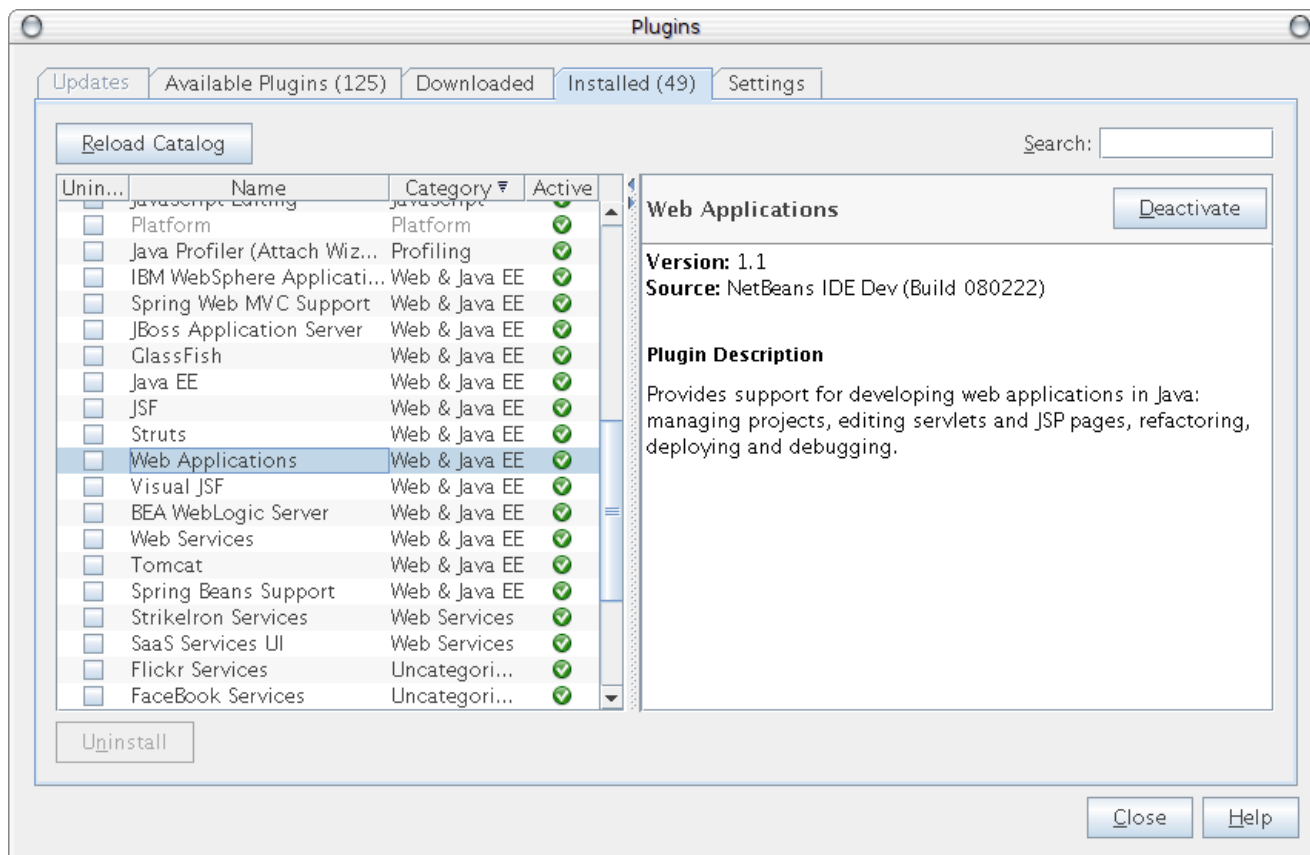 Plugins
Updates Available Plugins (125) Downloaded Installed (49) Settings
Reload Catalog Search:
Unin... Name Category Active
JavaScript Editing JavaScript
Platform Platform
Java Profiler (Attach Wiz... Profiling
IBM WebSphere Applicati... Web & Java EE
Spring Web MVC Support Web & Java EE
JBoss Application Server Web & Java EE
GlassFish Web & Java EE
Java EE Web & Java EE
JSF Web & Java EE
Struts Web & Java EE
Web Applications Web & Java EE
Visual JSF Web & Java EE
BEA WebLogic Server Web & Java EE
Web Services Web & Java EE
Tomcat Web & Java EE
Spring Beans Support Web & Java EE
StrikeIron Services Web Services
SaaS Services UI Web Services
Flickr Services Uncategori...
FaceBook Services Uncategori...
Web Applications Deactivate
Version: 1.1
Source: NetBeans IDE Dev (Build 080222)
Plugin Description
Provides support for developing web applications in Java:
managing projects, editing servlets and JSP pages, refactoring,
deploying and debugging.
Uninstall
Close Help